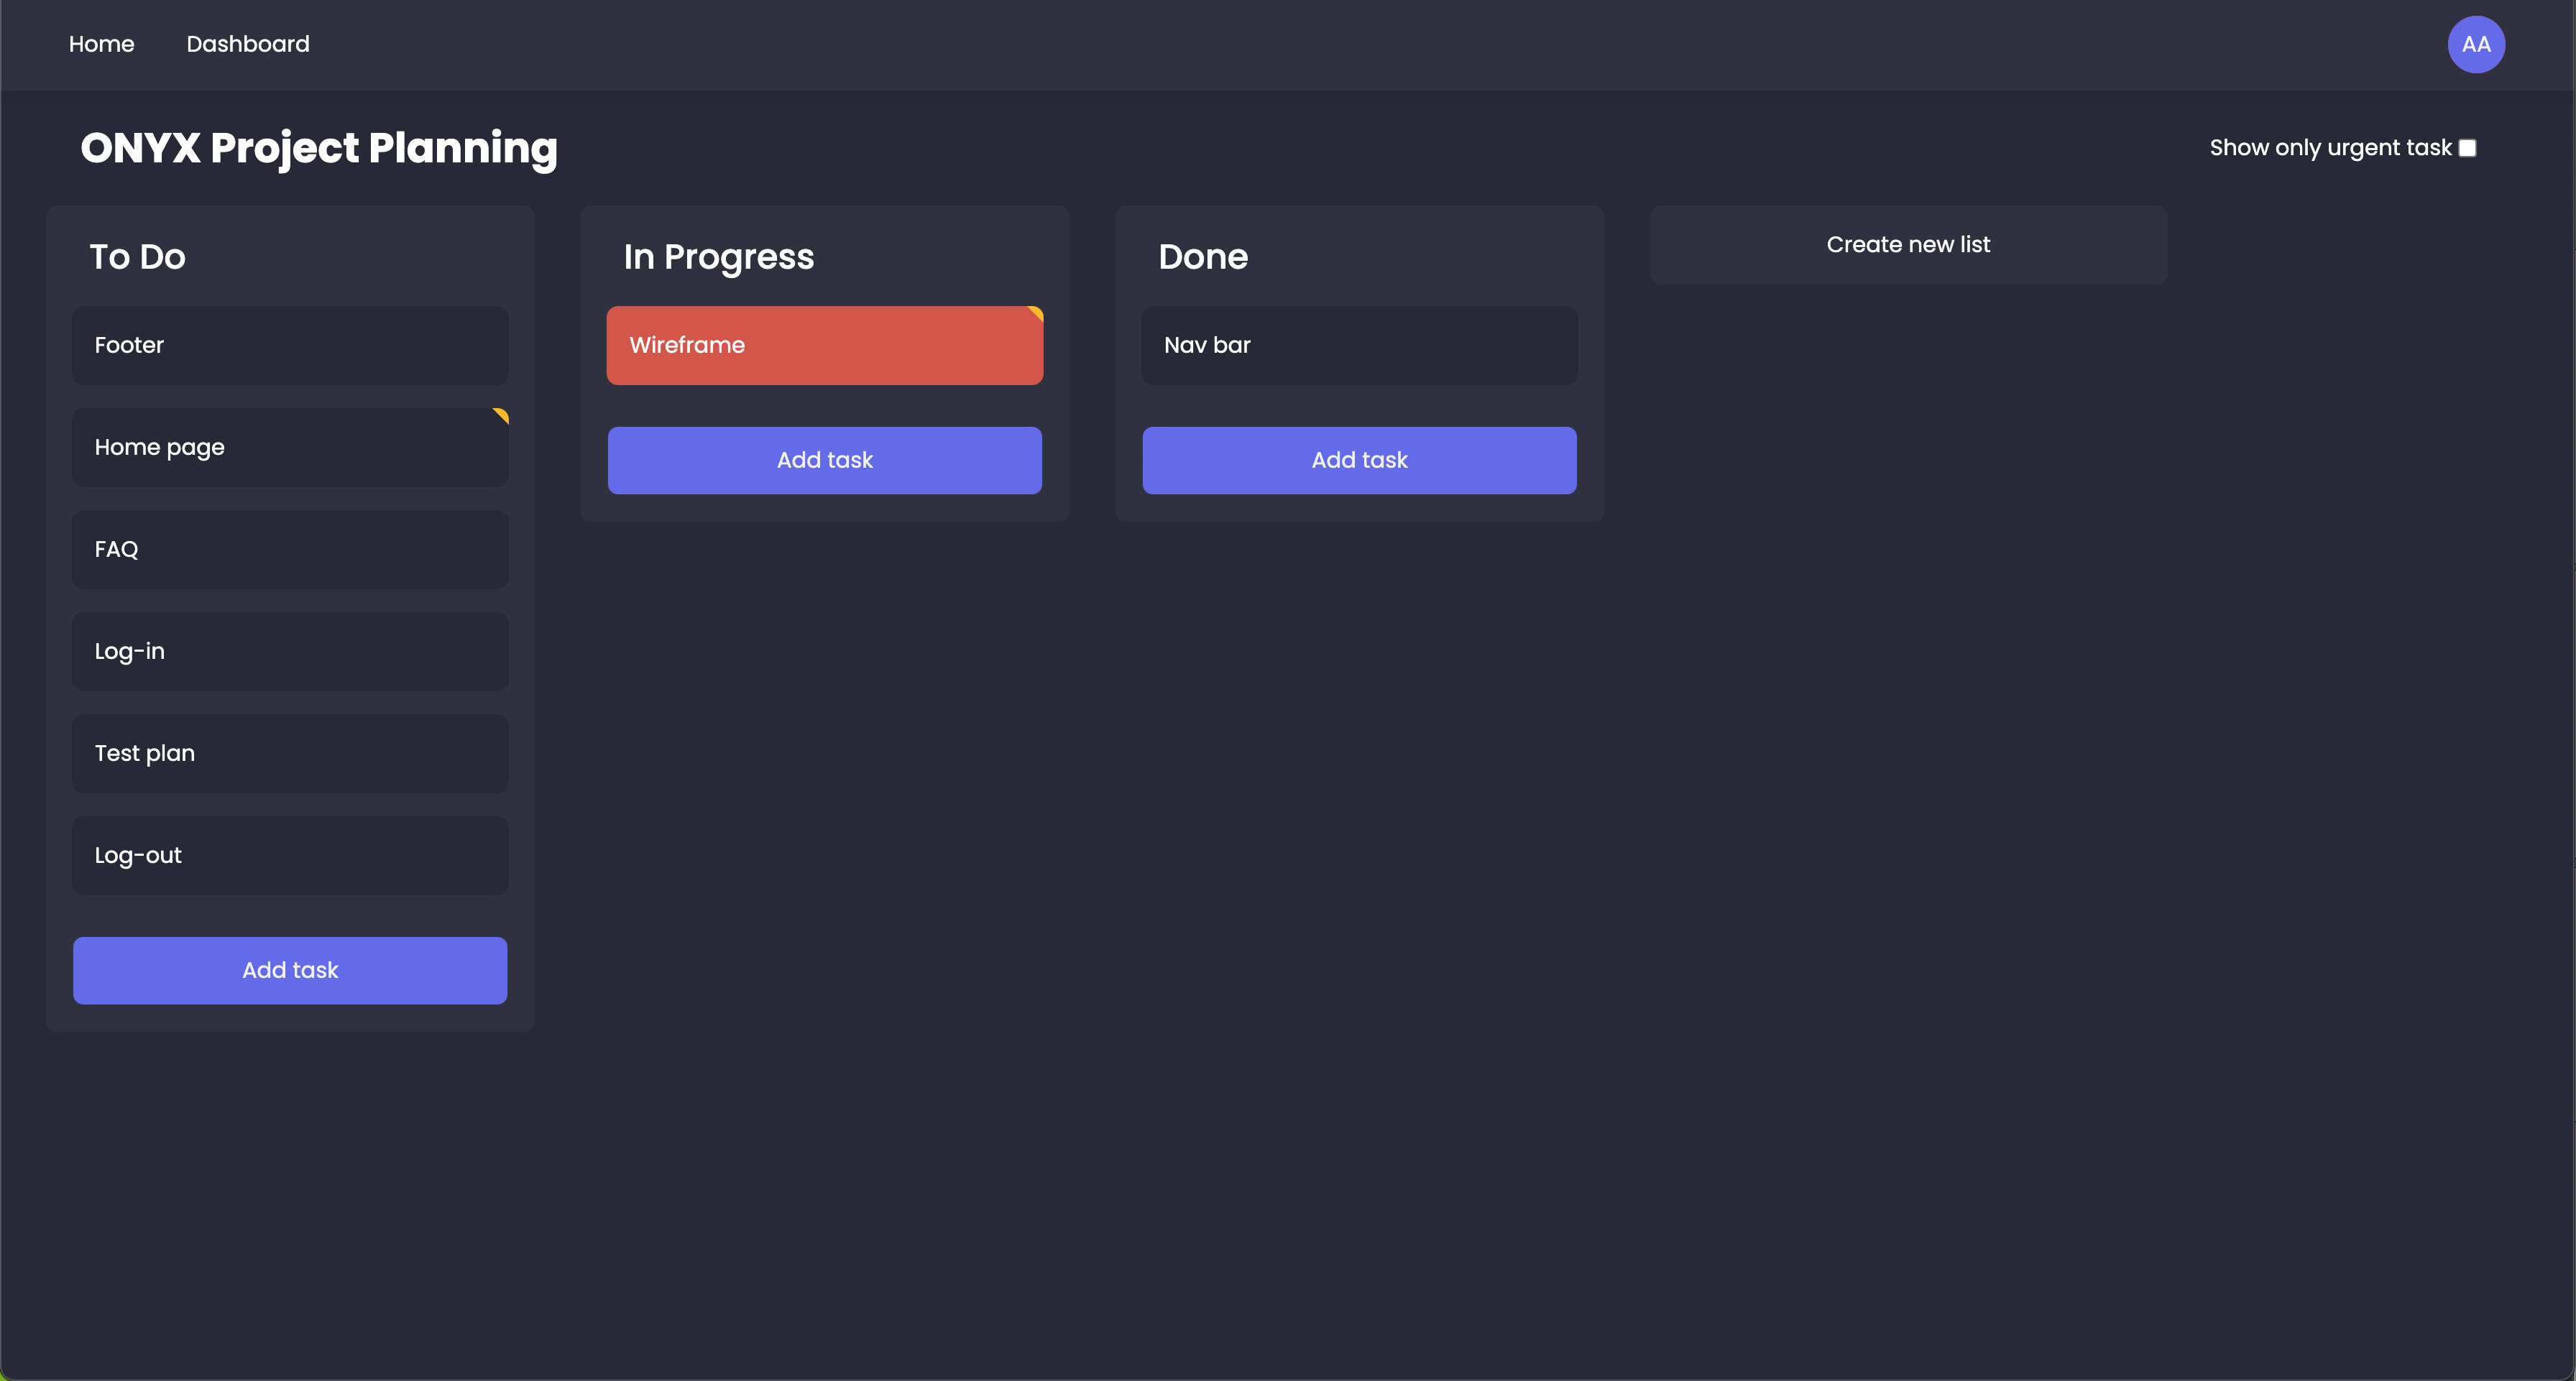 Home
Dashboard
AA
ONYX Project Planning
Show only urgent task
To Do
Footer
Home page
FAQ
Log-in
Test plan
Log-out
Add task
In Progress
Wireframe
Add task
Done
Nav bar
Add task
Create new list